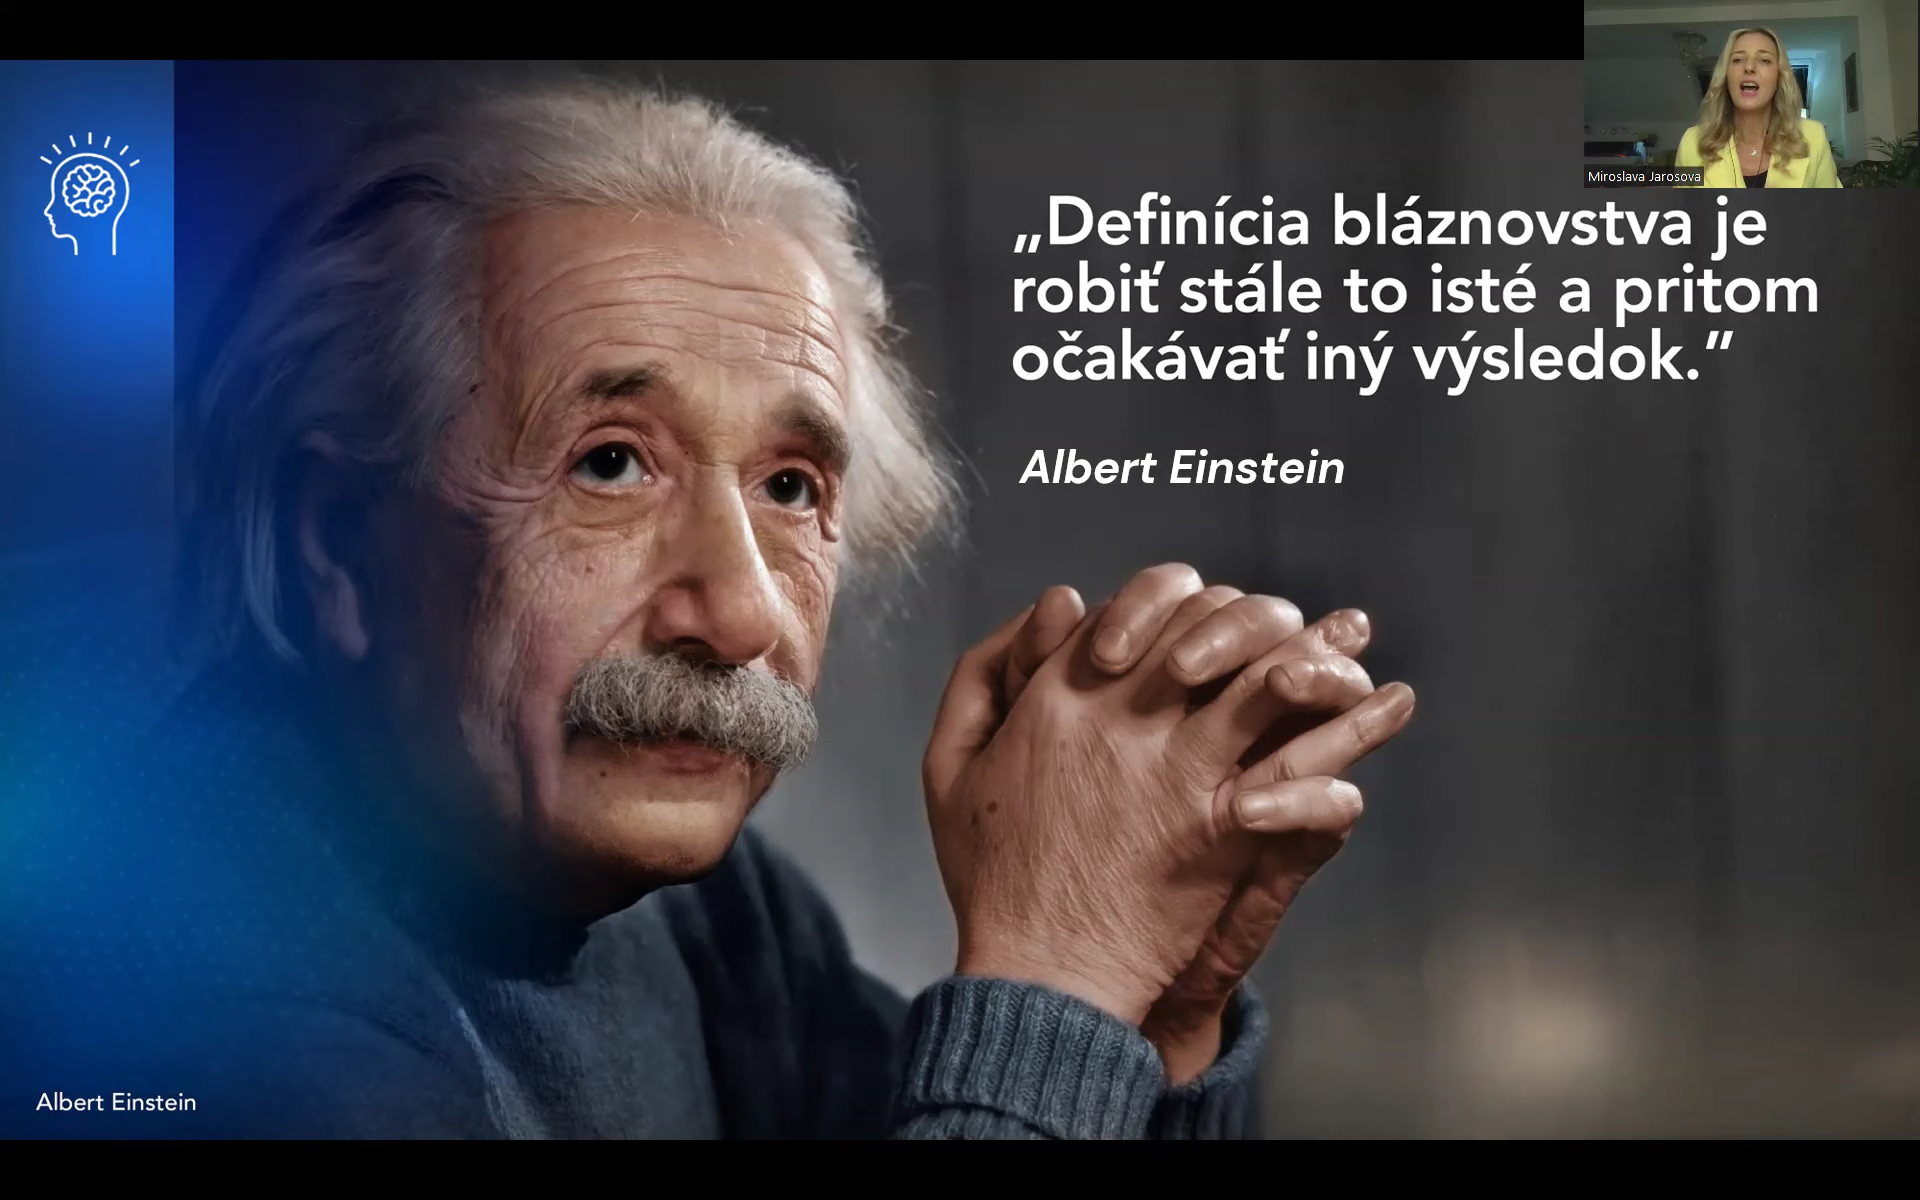 Miroslava Jarosova
„Definícia bláznovstva je
robiť stále to isté a pritom
očakávať iný výsledok.”
Albert Einstein
Albert Einstein